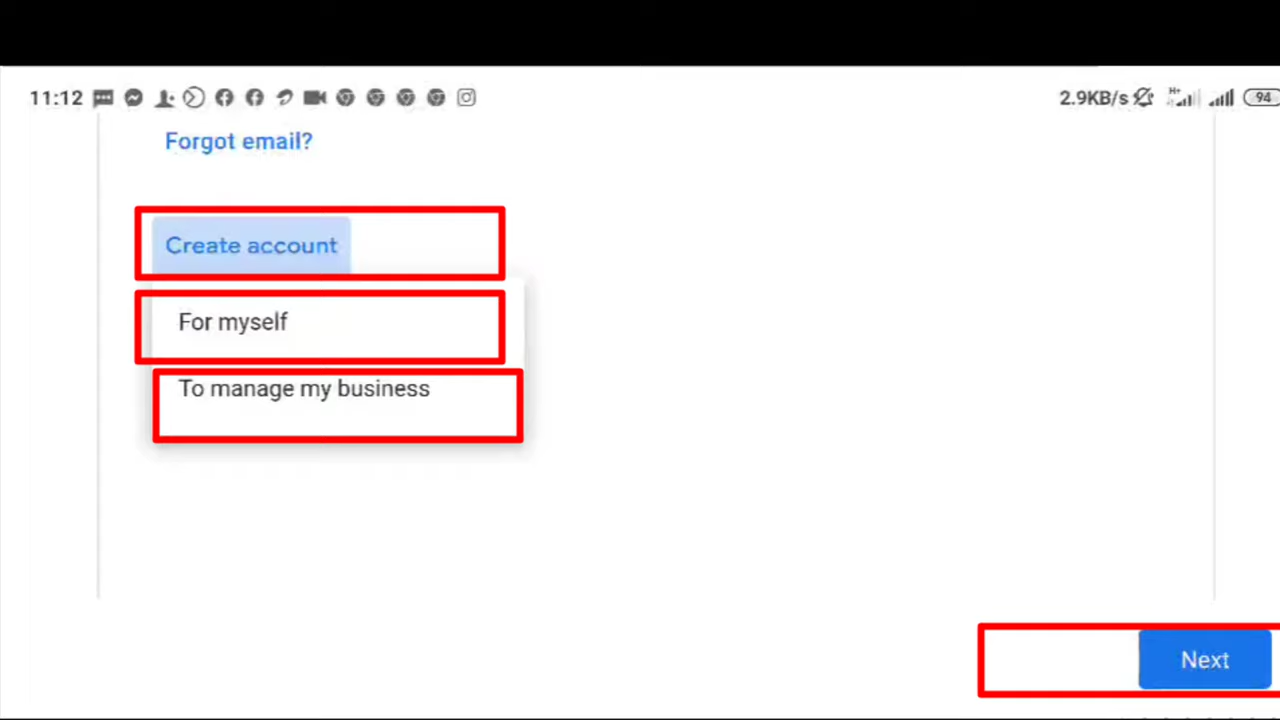 11:12 2.9KB/s H+ 94
Forgot email?
Create account
For myself
To manage my business
Next